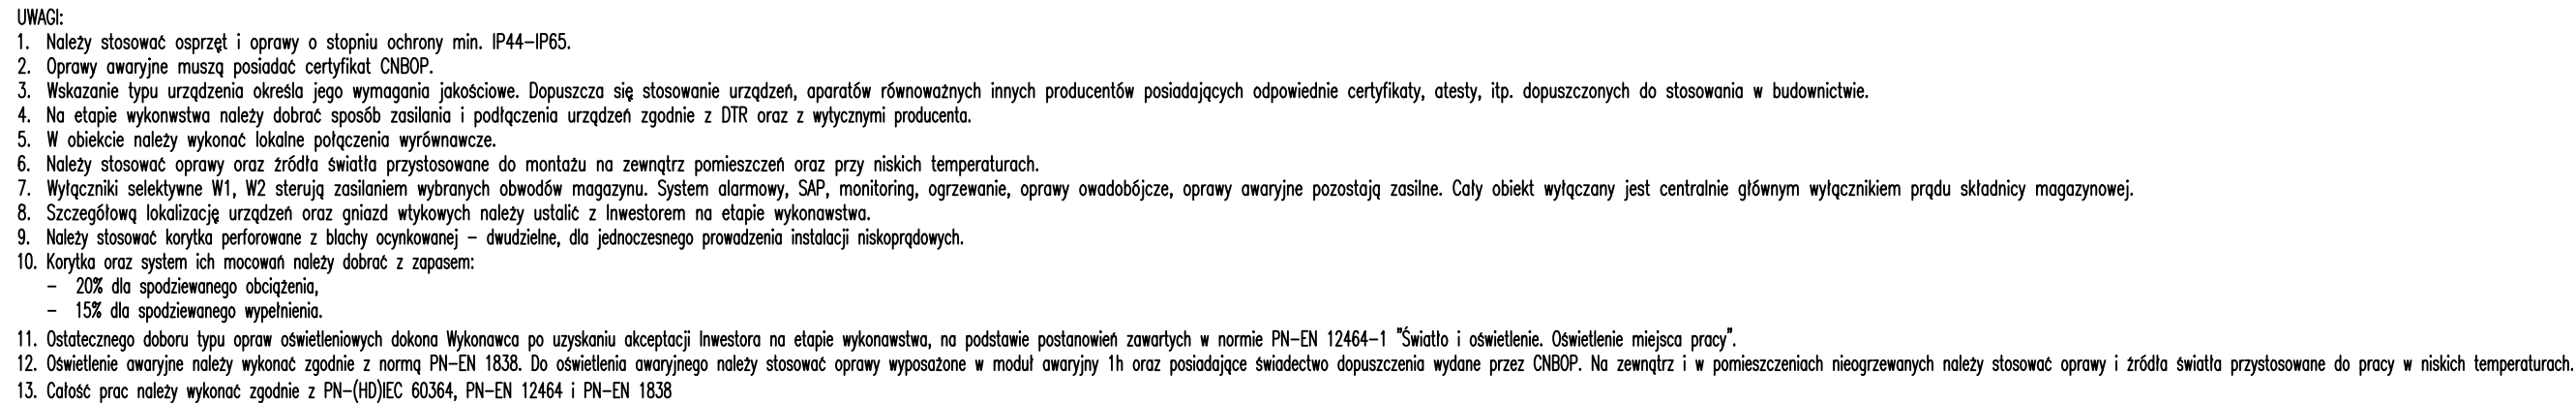 UWAGI:
1. Należy stosować osprzęt i oprawy o stopniu ochrony min. IP44–IP65.
2. Oprawy awaryjne muszą posiadać certyfikat CNBOP.
3. Wskazanie typu urządzenia określa jego wymagania jakościowe. Dopuszcza się stosowanie urządzeń, aparatów równoważnych innych producentów posiadających odpowiednie certyfikaty, atesty, itp. dopuszczonych do stosowania w budownictwie.
4. Na etapie wykonwstwa należy dobrać sposób zasilania i podłączenia urządzeń zgodnie z DTR oraz z wytycznymi producenta.
5. W obiekcie należy wykonać lokalne połączenia wyrównawcze.
6. Należy stosować oprawy oraz źródła światła przystosowane do montażu na zewnątrz pomieszczeń oraz przy niskich temperaturach.
7. Wyłączniki selektywne W1, W2 sterują zasilaniem wybranych obwodów magazynu. System alarmowy, SAP, monitoring, ogrzewanie, oprawy owadobójcze, oprawy awaryjne pozostają zasilne. Cały obiekt wyłączany jest centralnie głównym wyłącznikiem prądu składnicy magazynowej.
8. Szczegółową lokalizację urządzeń oraz gniazd wtykowych należy ustalić z Inwestorem na etapie wykonawstwa.
9. Należy stosować korytka perforowane z blachy ocynkowanej – dwudzielne, dla jednoczesnego prowadzenia instalacji niskoprądowych.
10. Korytka oraz system ich mocowań należy dobrać z zapasem:
– 20% dla spodziewanego obciążenia,
– 15% dla spodziewanego wypełnienia.
11. Ostatecznego doboru typu opraw oświetleniowych dokona Wykonawca po uzyskaniu akceptacji Inwestora na etapie wykonawstwa, na podstawie postanowień zawartych w normie PN–EN 12464–1 "Światło i oświetlenie. Oświetlenie miejsca pracy".
12. Oświetlenie awaryjne należy wykonać zgodnie z normą PN–EN 1838. Do oświetlenia awaryjnego należy stosować oprawy wyposażone w moduł awaryjny 1h oraz posiadające świadectwo dopuszczenia wydane przez CNBOP. Na zewnątrz i w pomieszczeniach nieogrzewanych należy stosować oprawy i źródła światła przystosowane do pracy w niskich temperaturach.
13. Całość prac należy wykonać zgodnie z PN–(HD)IEC 60364, PN–EN 12464 i PN–EN 1838